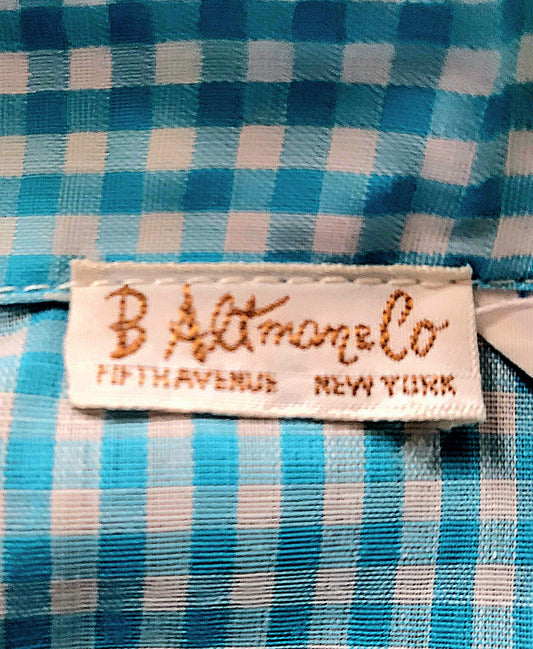 B Altman & Co
FIFTH AVENUE NEW YORK